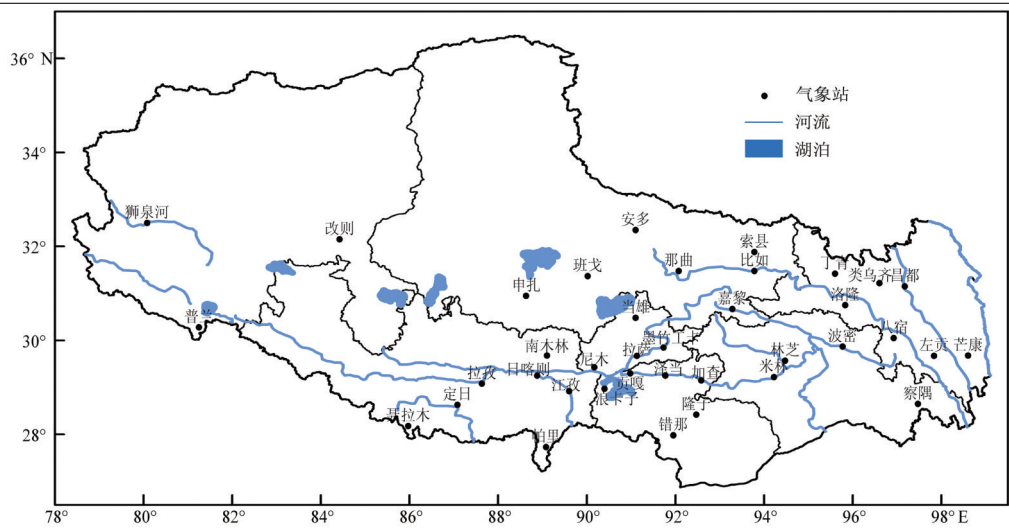 36° N
34°
32°
30°
28°
78°
80°
82°
84°
86°
88°
90°
92°
94°
96°
98° E
气象站
河流
湖泊
狮泉河
改则
安多
索县
比如
那曲
班戈
申扎
丁青
类乌齐
昌都
洛隆
嘉黎
当雄
普兰
墨竹工卡
八宿
波密
左贡
芒康
南木林
尼木
拉萨
林芝
米林
日喀则
拉孜
江孜
贡嘎
泽当
加查
浪卡子
定日
隆子
察隅
聂拉木
错那
帕里